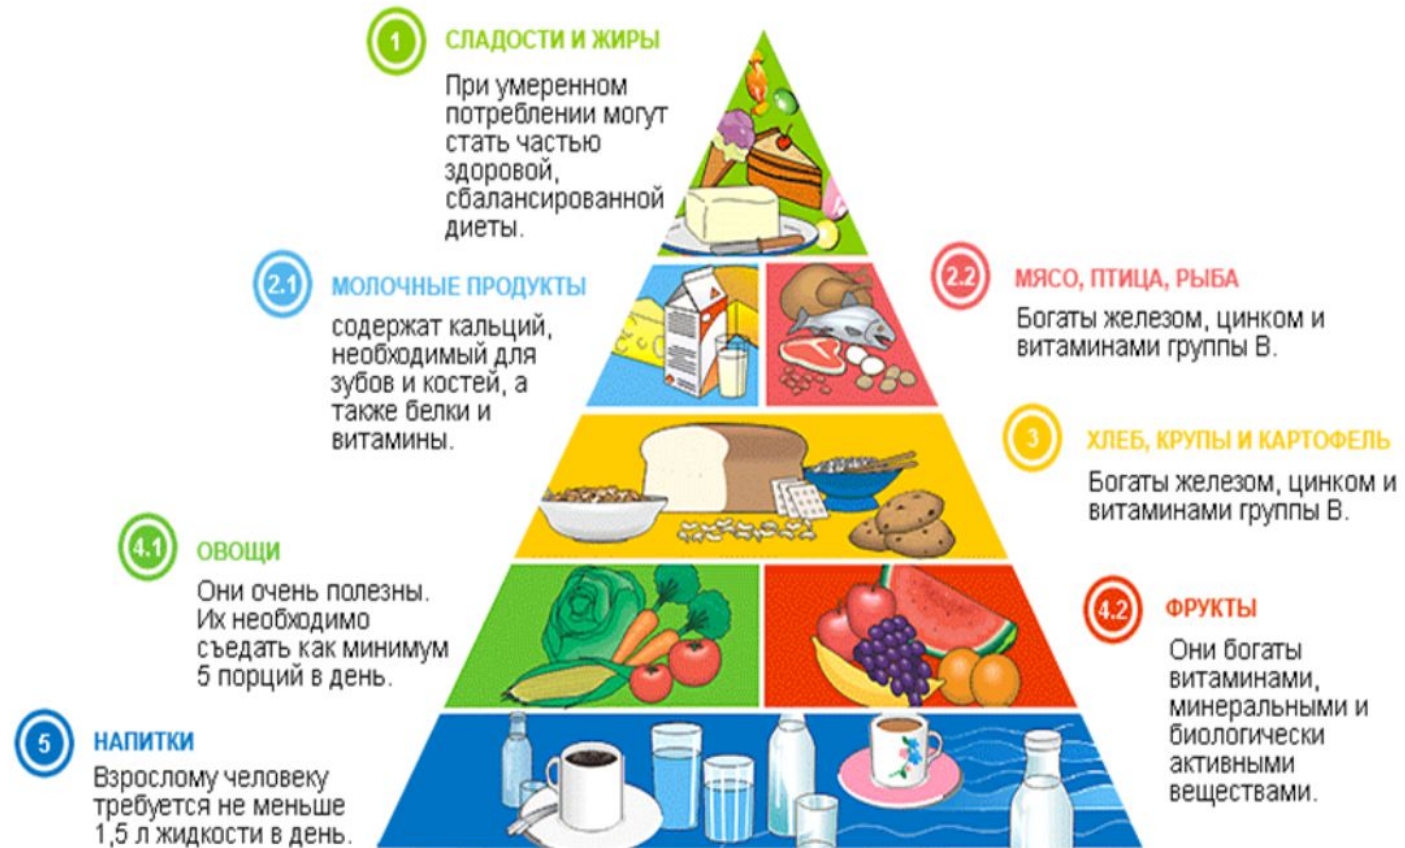 1
СЛАДОСТИ И ЖИРЫ
При умеренном
потреблении могут
стать частью
здоровой,
сбалансированной
диеты.
2.1
МОЛОЧНЫЕ ПРОДУКТЫ
содержат кальций,
необходимый для
зубов и костей, а
также белки и
витамины.
2.2
МЯСО, ПТИЦА, РЫБА
Богаты железом, цинком и
витаминами группы В.
3
ХЛЕБ, КРУПЫ И КАРТОФЕЛЬ
Богаты железом, цинком и
витаминами группы В.
4.1
ОВОЩИ
Они очень полезны.
Их необходимо
съедать как минимум
5 порций в день.
4.2
ФРУКТЫ
Они богаты
витаминами,
минеральными и
биологически
активными
веществами.
5
НАПИТКИ
Взрослому человеку
требуется не меньше
1,5 л жидкости в день.